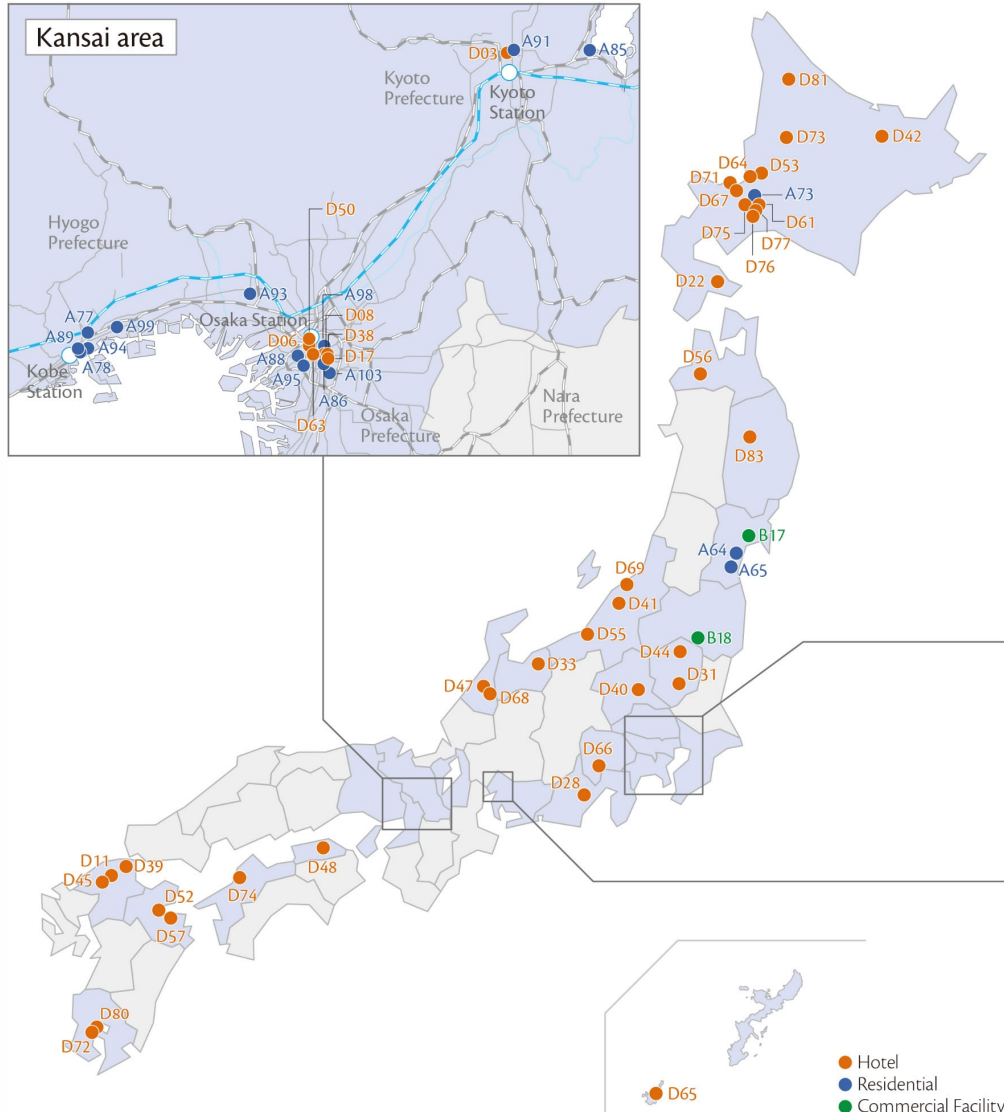 Kansai area
D03
A91
A85
Kyoto
Prefecture
Kyoto
Station
D50
Hyogo
Prefecture
A93
A98
Osaka Station
D08
D06
D38
A77
A99
A89
A94
A88
D17
Kobe
Station
A78
A95
A103
A86
Osaka
Prefecture
Nara
Prefecture
D63
D81
D73
D42
D64
D53
D71
A73
D67
D61
D75
D77
D76
D22
D56
D83
B17
A64
A65
D69
D41
D55
B18
D44
D33
D31
D47
D68
D40
D66
D28
D48
D11
D39
D45
D74
D52
D57
D80
D72
D65
Hotel
Residential
Commercial Facility